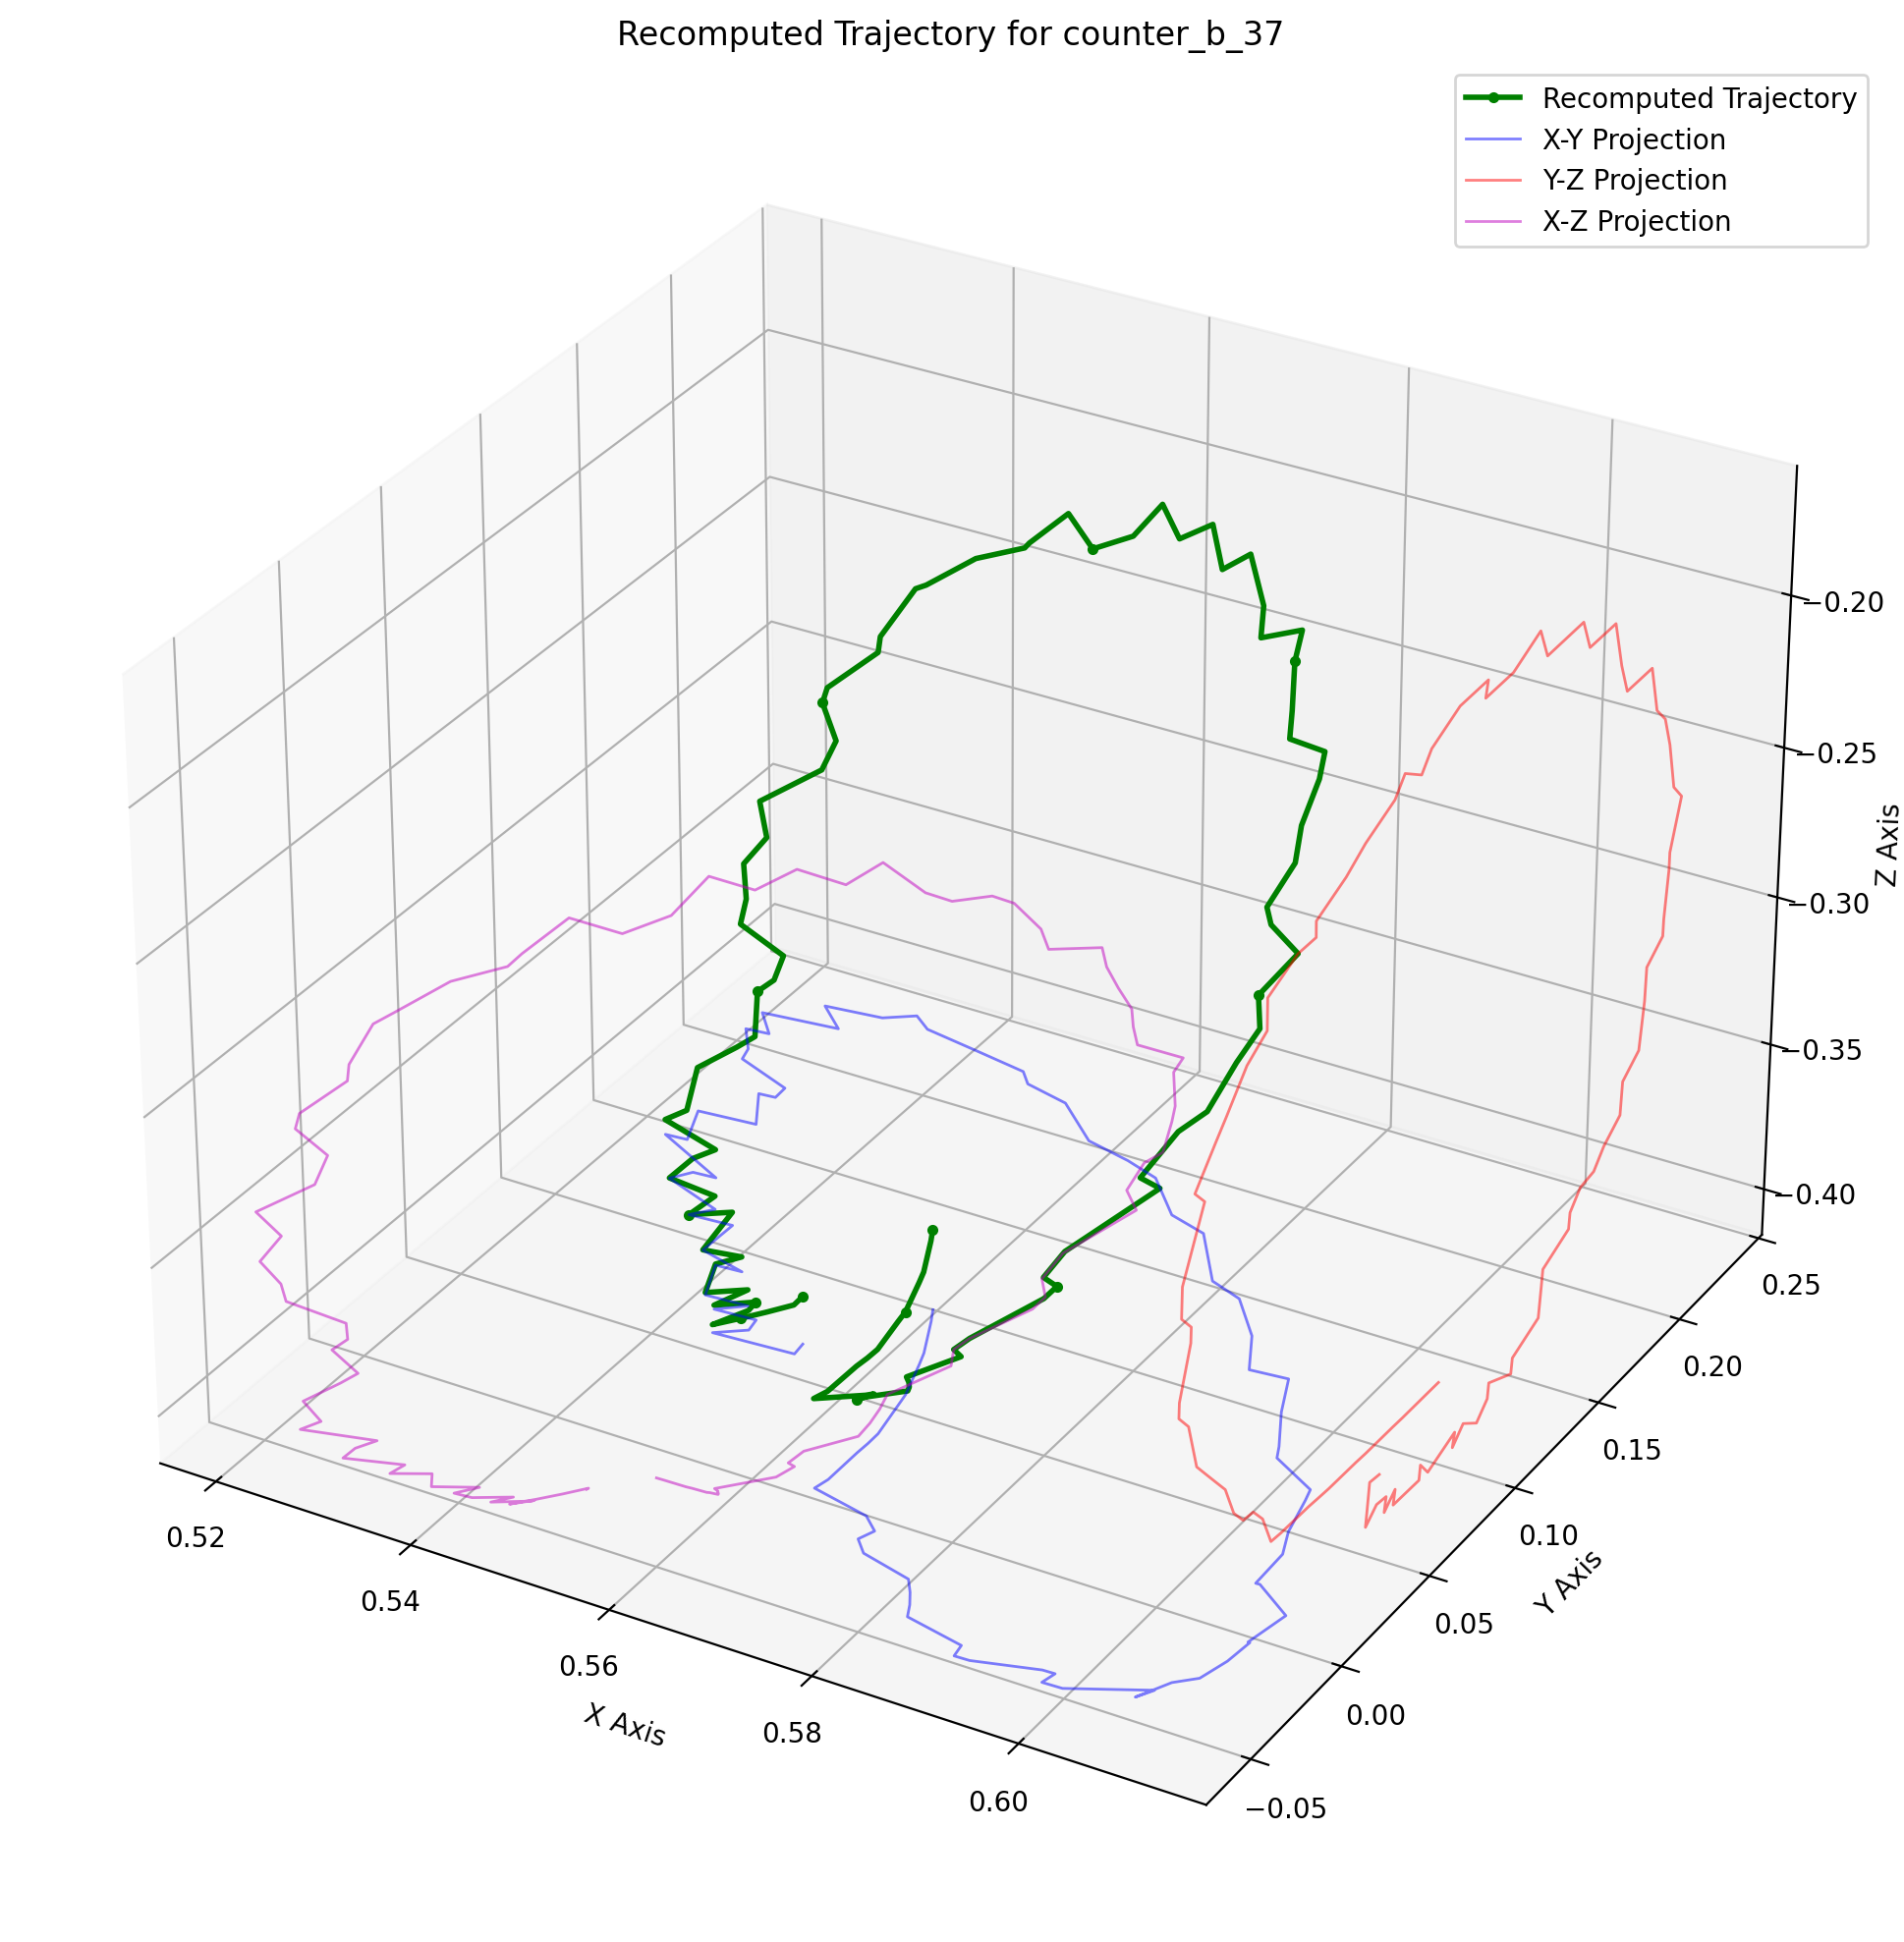 Recomputed Trajectory for counter_b_37
Recomputed Trajectory
X-Y Projection
Y-Z Projection
X-Z Projection
−0.20
−0.25
−0.30
−0.35
−0.40
Z Axis
0.25
0.20
0.15
0.10
0.05
0.00
−0.05
Y Axis
0.52
0.54
0.56
0.58
0.60
X Axis